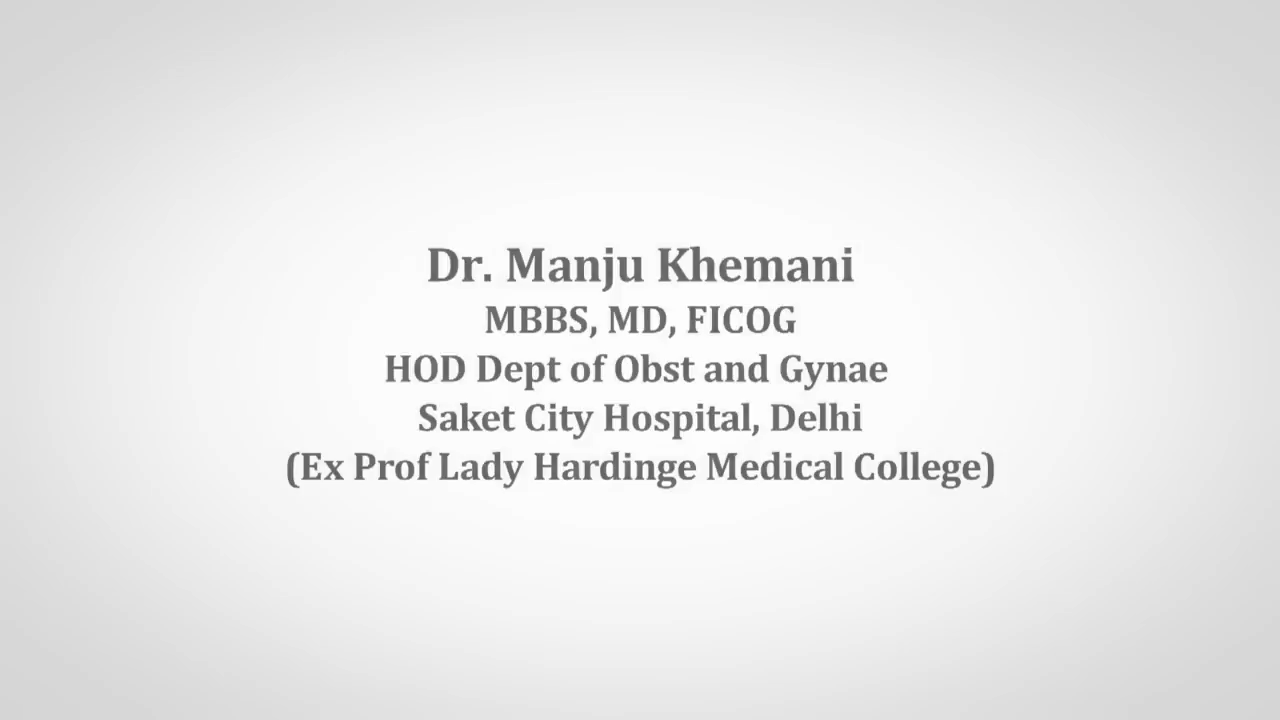 Dr. Manju Khemani
MBBS, MD, FICOG
HOD Dept of Obst and Gynae
Saket City Hospital, Delhi
(Ex Prof Lady Hardinge Medical College)